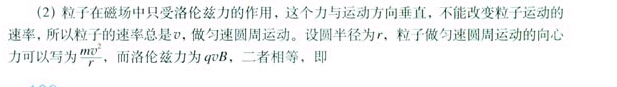 (2) 粒子在磁场中只受洛伦兹力的作用，这个力与运动方向垂直，不能改变粒子运动的
速率，所以粒子的速率总是v，做匀速圆周运动。设圆半径为r，粒子做匀速圆周运动的向心
力可以写为mv²/r，而洛伦兹力为qvB，二者相等，即